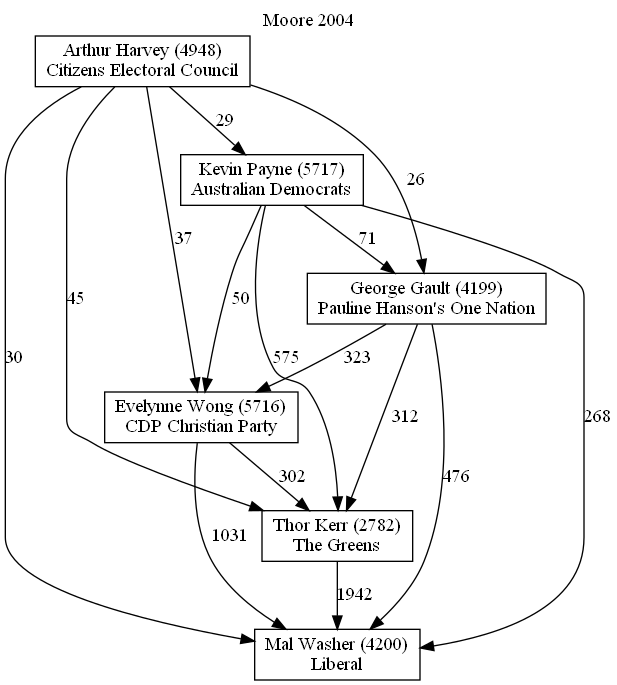 Moore 2004
Arthur Harvey (4948)
Citizens Electoral Council
29
Kevin Payne (5717)
Australian Democrats
26
37
71
45
50
George Gault (4199)
Pauline Hanson's One Nation
30
575
323
Evelynne Wong (5716)
CDP Christian Party
312
268
302
476
Thor Kerr (2782)
The Greens
1031
1942
Mal Washer (4200)
Liberal